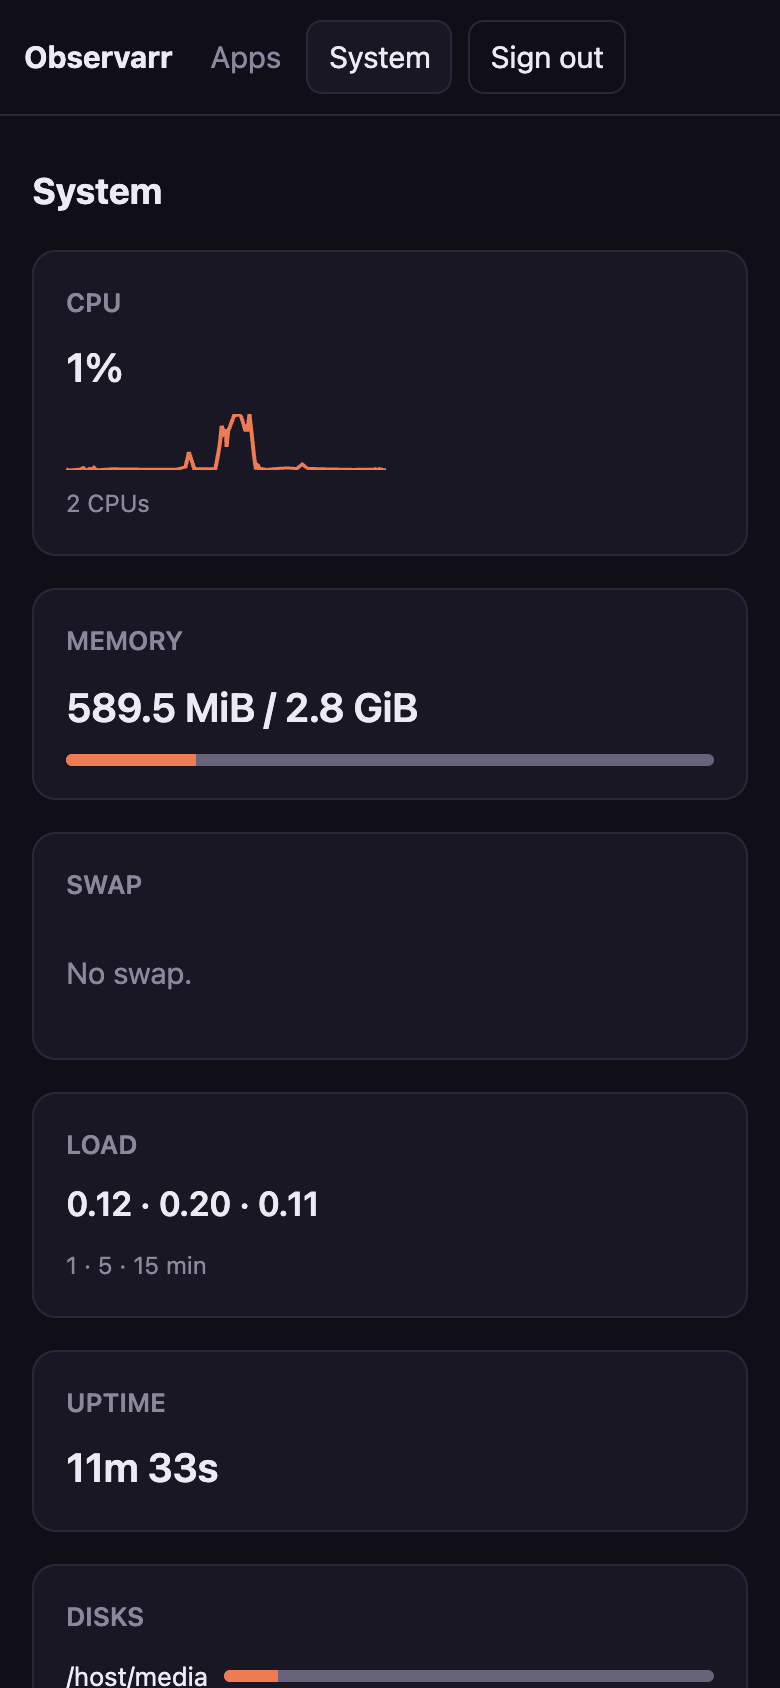 Observarr Apps System Sign out
System
CPU
1%
2 CPUs
MEMORY
589.5 MiB / 2.8 GiB
SWAP
No swap.
LOAD
0.12 · 0.20 · 0.11
1 · 5 · 15 min
UPTIME
11m 33s
DISKS
/host/media